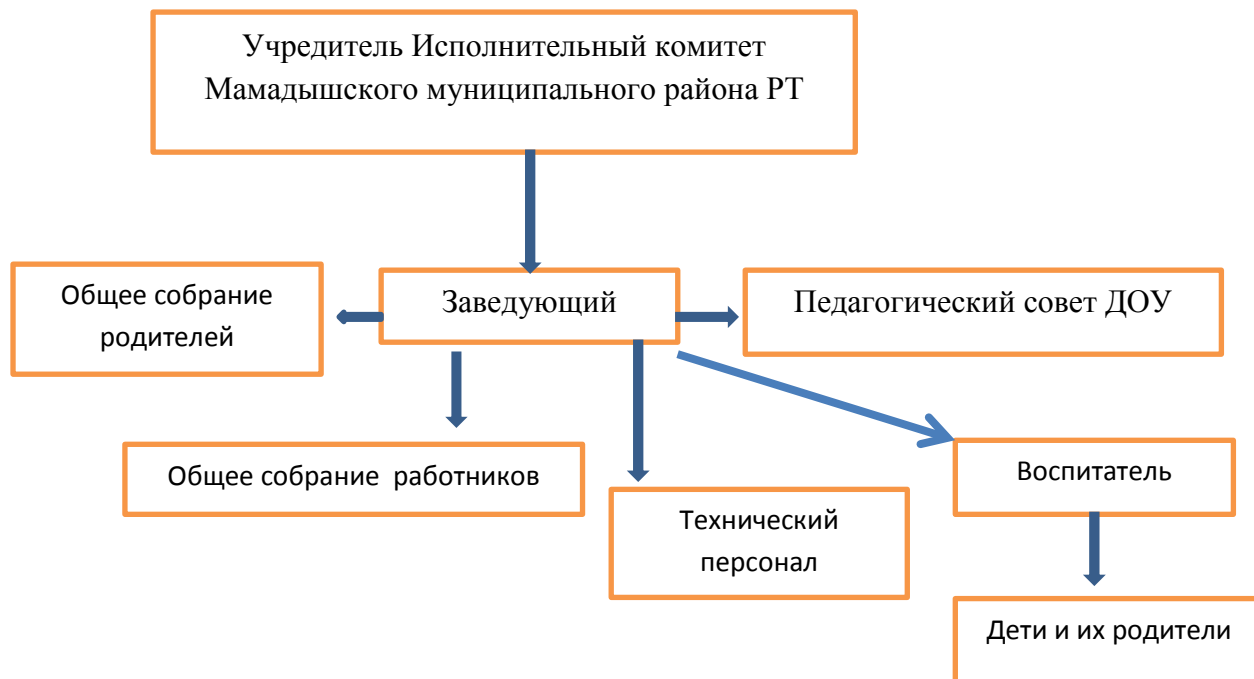 Учредитель Исполнительный комитет
Мамадышского муниципального района РТ
Общее собрание
родителей
Заведующий
Педагогический совет ДОУ
Общее собрание  работников
Технический
персонал
Воспитатель
Дети и их родители